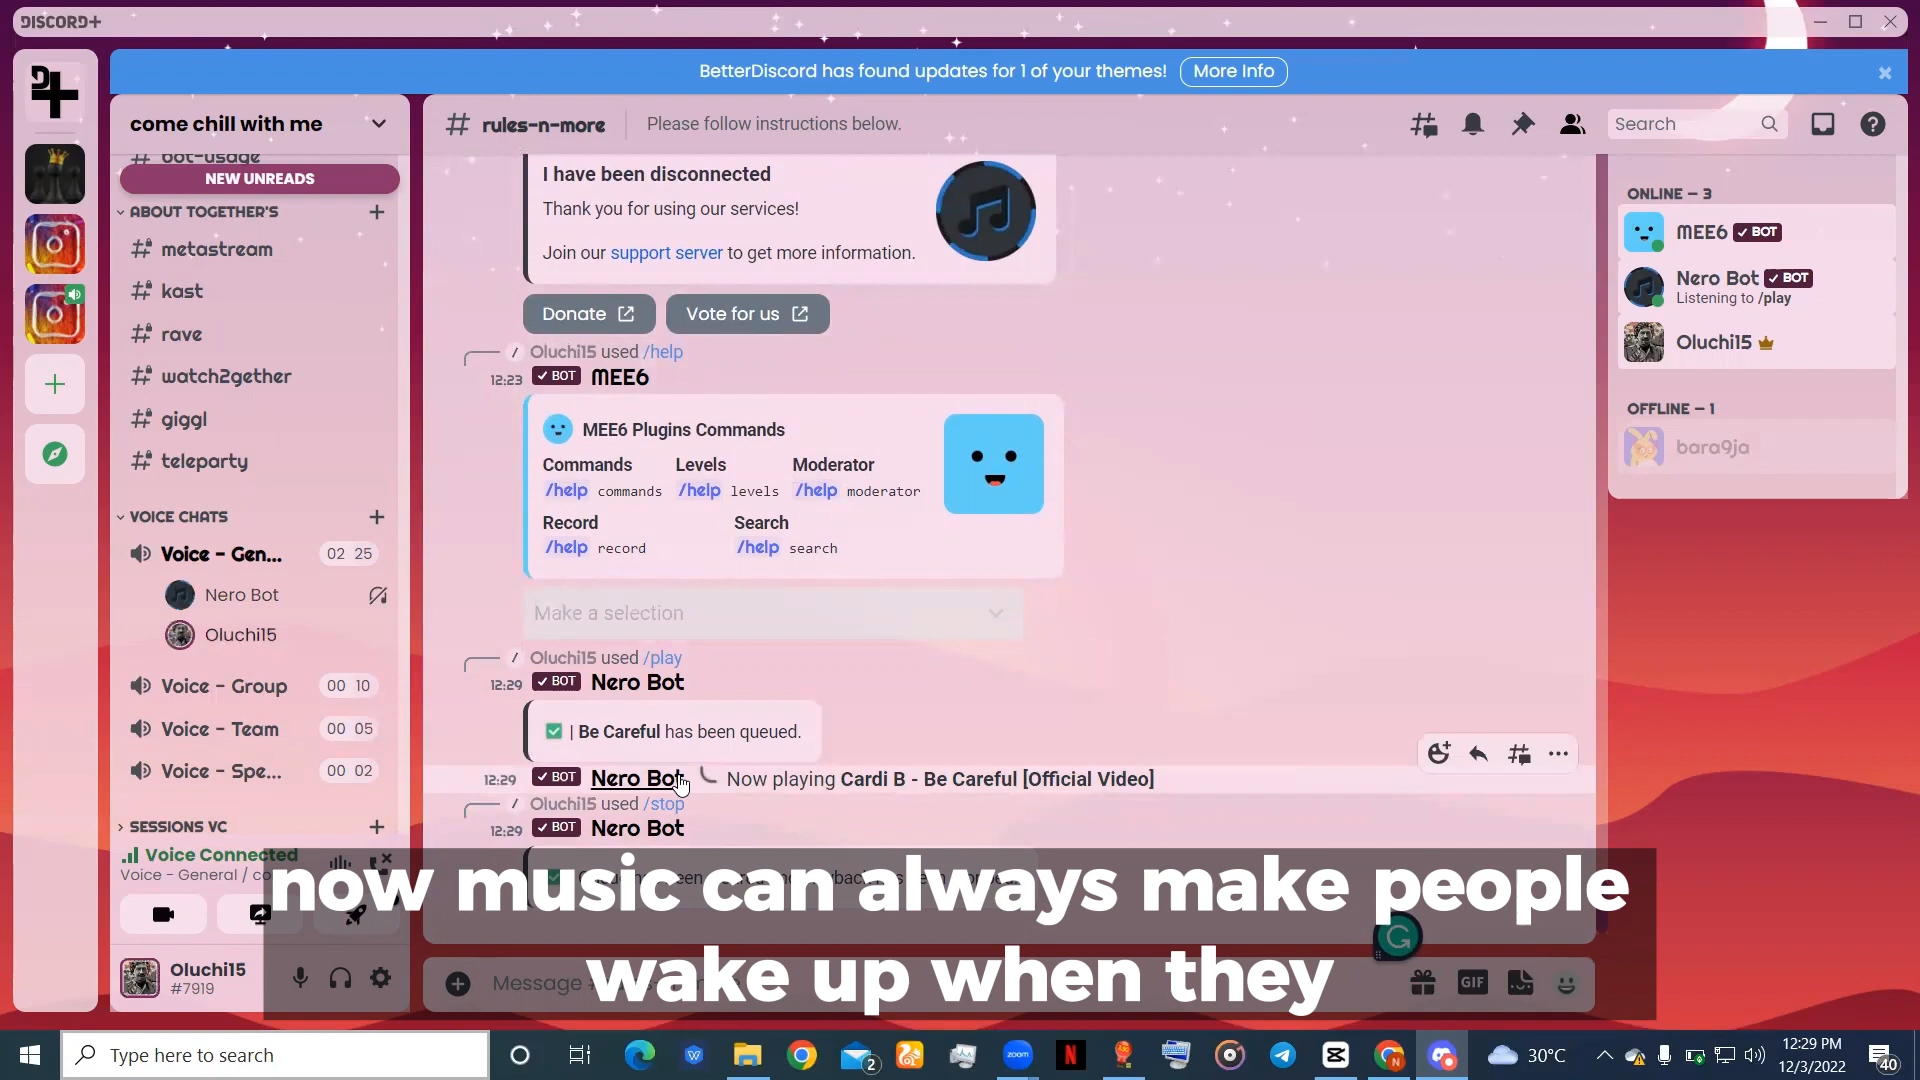 DISCORD+
BetterDiscord has found updates for 1 of your themes! More Info
come chill with me
# rules-n-more
Please follow instructions below.
Search
bot-usage
NEW UNREADS
ABOUT TOGETHER'S
metastream
kast
rave
watch2gether
giggl
teleparty
VOICE CHATS
Voice - Gen... 02 25
Nero Bot
Oluchi15
Voice - Group 00 10
Voice - Team 00 05
Voice - Spe... 00 02
SESSIONS VC
Voice Connected
Voice - General / co
Oluchi15
#7919
I have been disconnected
Thank you for using our services!
Join our support server to get more information.
Donate
Vote for us
/ Oluchi15 used /help
12:23 BOT MEE6
MEE6 Plugins Commands
Commands Levels Moderator
/help commands /help levels /help moderator
Record Search
/help record /help search
Make a selection
/ Oluchi15 used /play
12:29 BOT Nero Bot
| Be Careful has been queued.
12:29 BOT Nero Bot Now playing Cardi B - Be Careful [Official Video]
/ Oluchi15 used /stop
12:29 BOT Nero Bot
Message
GIF
ONLINE – 3
MEE6 BOT
Nero Bot BOT
Listening to /play
Oluchi15
OFFLINE – 1
bara9ja
now music can always make people
wake up when they
Type here to search
2
zoom
30°C
12:29 PM
12/3/2022
40